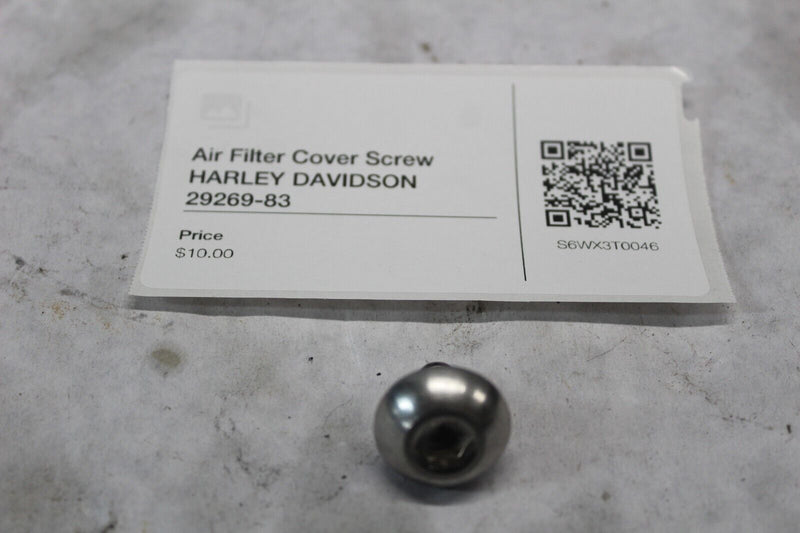 Air Filter Cover Screw
HARLEY DAVIDSON
29269-83
Price
$10.00
S6WX3T0046